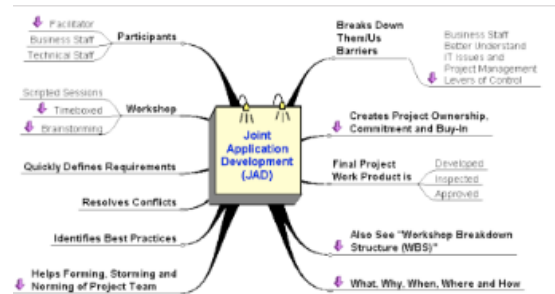 Facilitator
Business Staff
Technical Staff
Participants
Scripted Sessions
Timeboxed
Brainstorming
Workshop
Quickly Defines Requirements
Resolves Conflicts
Identifies Best Practices
Helps Forming, Storming and
Norming of Project Team
Joint
Application
Development
(JAD)
Breaks Down
Them/Us
Barriers
Business Staff
Better Understand
IT Issues and
Project Management
Levers of Control
Creates Project Ownership,
Commitment and Buy-In
Final Project
Work Product is
Developed
Inspected
Approved
Also See "Workshop Breakdown
Structure (WBS)"
What, Why, When, Where and How